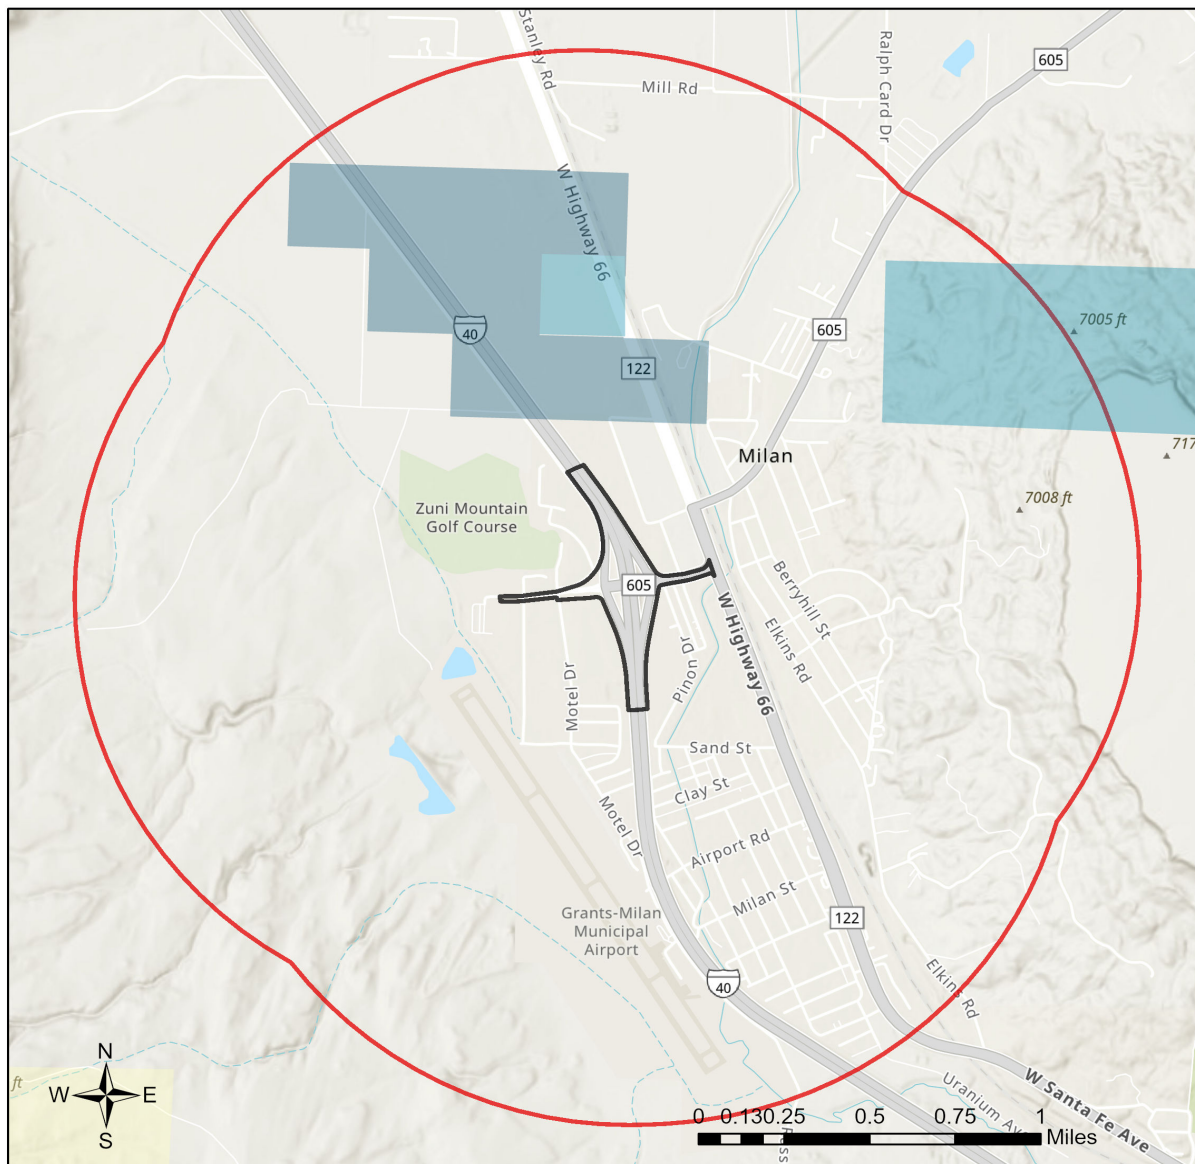 Stanley Rd
Mill Rd
Ralph Card Dr
605
W Highway 66
40
122
605
7005 ft
717
Milan
7008 ft
Zuni Mountain
Golf Course
605
Berryhill St
Elkins Rd
W Highway 66
Pinon Dr
Motel Dr
Sand St
Clay St
Motel Dr
Airport Rd
Milan St
Grants-Milan
Municipal
Airport
122
40
Elkins Rd
N
W E
S
ft
Uranium Ave
W Santa Fe Ave
0 0.130.25 0.5 0.75 1
Miles